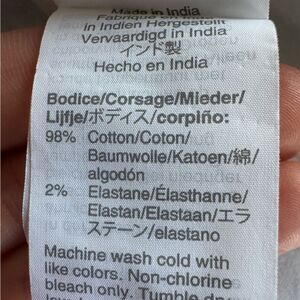 Made in India
Fabriqué en Inde
in Indien Hergestellt
Vervaardigd in India
インド製
Hecho en India
Bodice/Corsage/Mieder/
Lijfje/ボディス/corpiño:
98% Cotton/Coton/
Baumwolle/Katoen/綿/
algodón
2% Elastane/Élasthanne/
Elastan/Elastaan/エラ
ステーン/elastano
Machine wash cold with
like colors. Non-chlorine
bleach only. Tumble dry